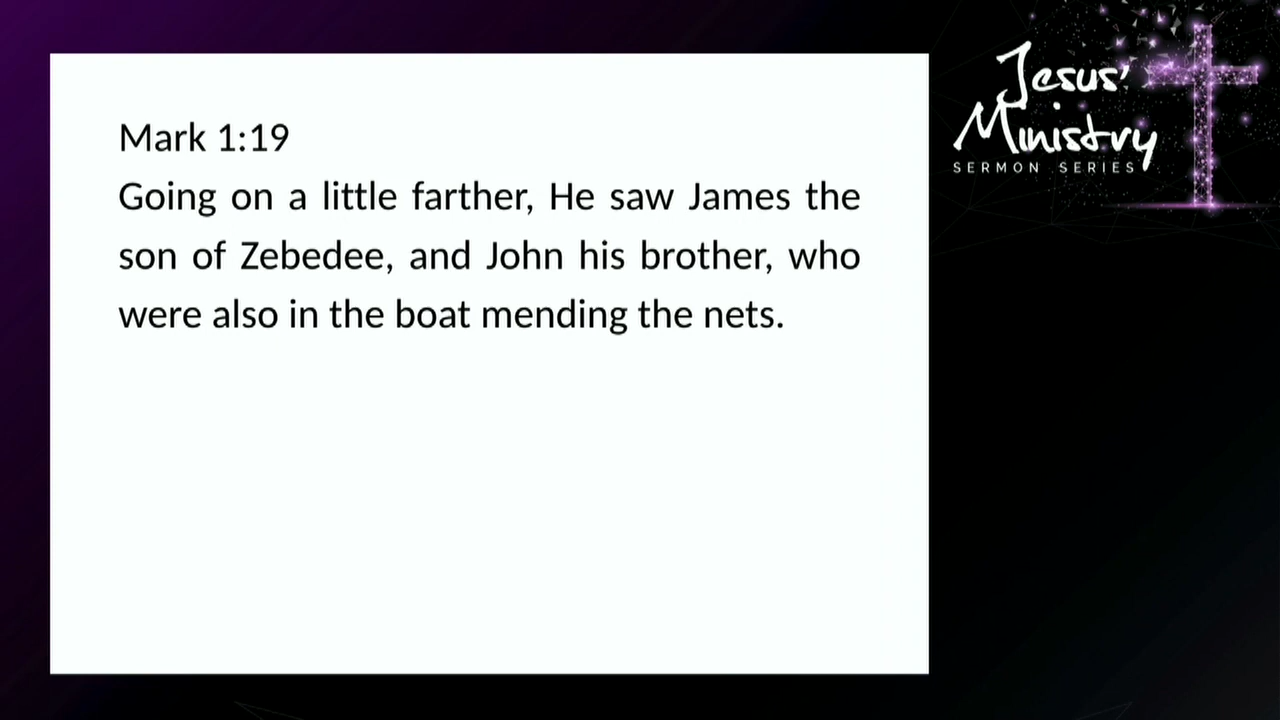 Mark 1:19
Going on a little farther, He saw James the
son of Zebedee, and John his brother, who
were also in the boat mending the nets.
Jesus'
Ministry
SERMON SERIES